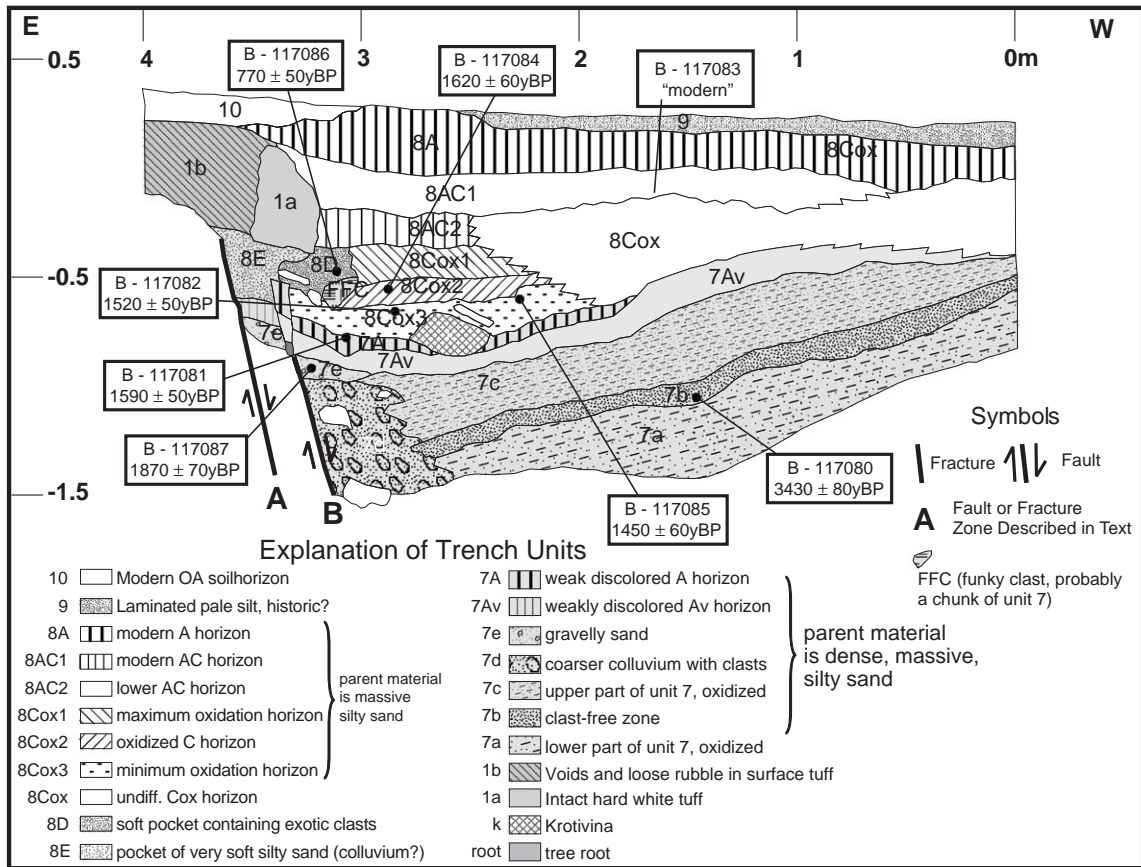 E
W
4
3
2
1
0m
0.5
-0.5
-1.5
B - 117086
770 ± 50yBP
B - 117084
1620 ± 60yBP
B - 117083
"modern"
10
9
8A
8Cox
1b
1a
8AC1
8AC2
8Cox
8E
8D
8Cox1
FFC
8Cox2
7Av
B - 117082
1520 ± 50yBP
8Cox3
7e
7A
7Av
7e
7c
B - 117081
1590 ± 50yBP
7b
7a
B - 117087
1870 ± 70yBP
7d
B - 117080
3430 ± 80yBP
B - 117085
1450 ± 60yBP
A
B
Symbols
Fracture
Fault
A
Fault or Fracture
Zone Described in Text
FFC (funky clast, probably
a chunk of unit 7)
Explanation of Trench Units
10 Modern OA soilhorizon
9 Laminated pale silt, historic?
8A modern A horizon
8AC1 modern AC horizon
8AC2 lower AC horizon
8Cox1 maximum oxidation horizon
8Cox2 oxidized C horizon
8Cox3 minimum oxidation horizon
8Cox undiff. Cox horizon
8D soft pocket containing exotic clasts
8E pocket of very soft silty sand (colluvium?)
parent material
is massive
silty sand
7A weak discolored A horizon
7Av weakly discolored Av horizon
7e gravelly sand
7d coarser colluvium with clasts
7c upper part of unit 7, oxidized
7b clast-free zone
7a lower part of unit 7, oxidized
1b Voids and loose rubble in surface tuff
1a Intact hard white tuff
k Krotivina
root tree root
parent material
is dense, massive,
silty sand